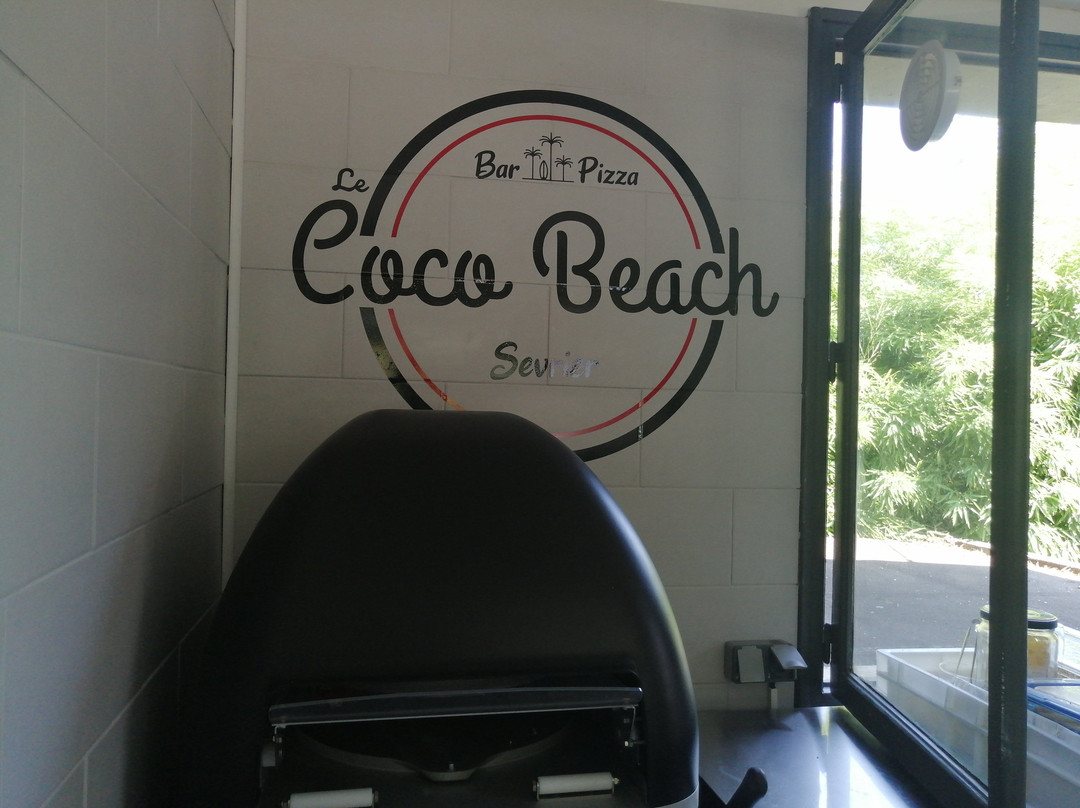 Bar Pizza
Le
Coco Beach
Sevrier